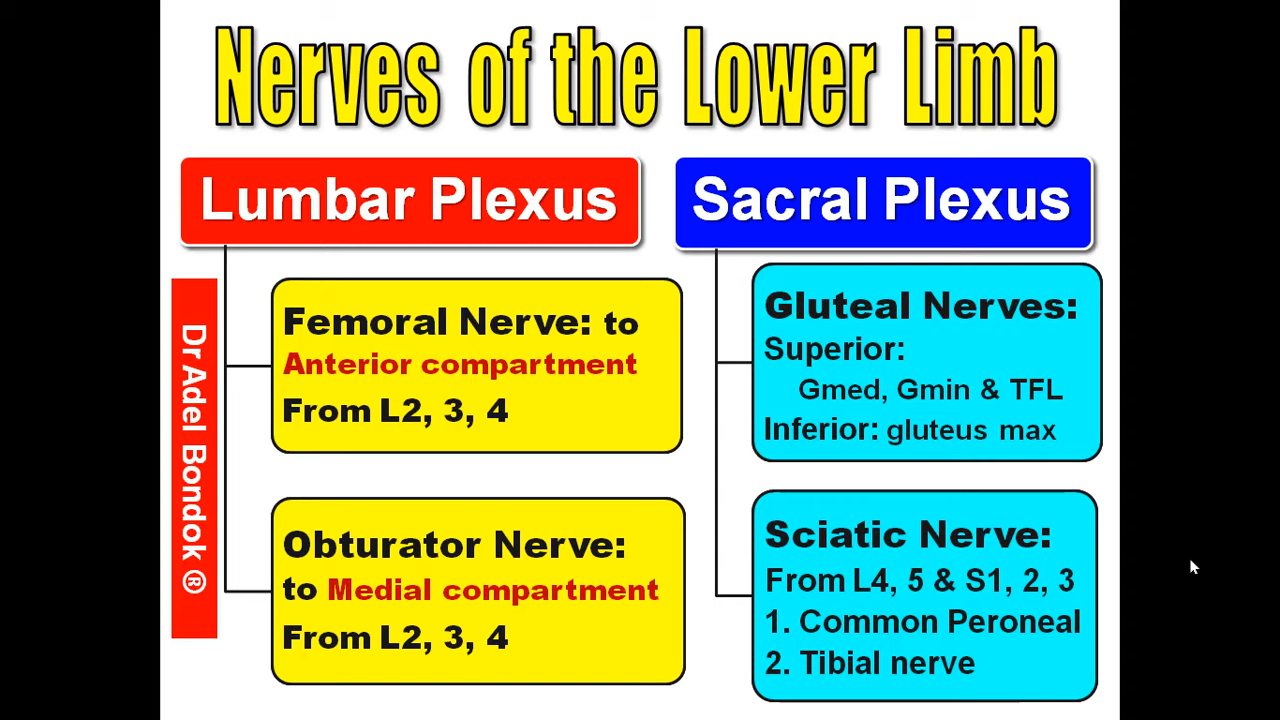 Nerves of the Lower Limb
Lumbar Plexus
Femoral Nerve: to
Anterior compartment
From L2, 3, 4
Obturator Nerve:
to Medial compartment
From L2, 3, 4
Dr Adel Bondok ®
Sacral Plexus
Gluteal Nerves:
Superior:
Gmed, Gmin & TFL
Inferior: gluteus max
Sciatic Nerve:
From L4, 5 & S1, 2, 3
1. Common Peroneal
2. Tibial nerve